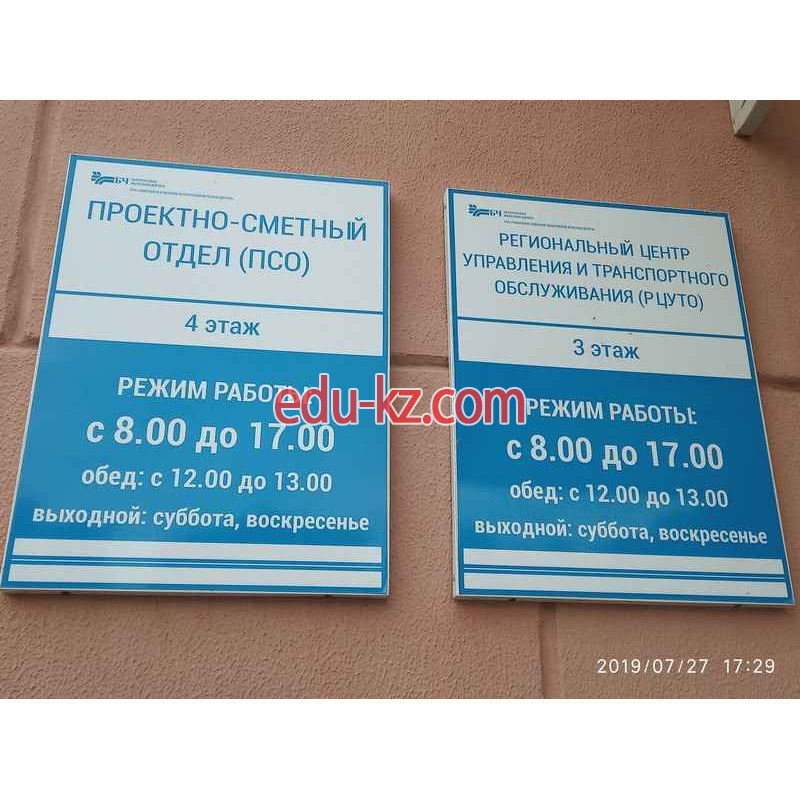 БЧ
ПРОЕКТНО-СМЕТНЫЙ
ОТДЕЛ (ПСО)
4 этаж
РЕЖИМ РАБОТЫ:
с 8.00 до 17.00
обед: с 12.00 до 13.00
выходной: суббота, воскресенье
БЧ
РЕГИОНАЛЬНЫЙ ЦЕНТР
УПРАВЛЕНИЯ И ТРАНСПОРТНОГО
ОБСЛУЖИВАНИЯ (РЦУТО)
3 этаж
РЕЖИМ РАБОТЫ:
с 8.00 до 17.00
обед: с 12.00 до 13.00
выходной: суббота, воскресенье
edu-kz.com
2019/07/27 17:29